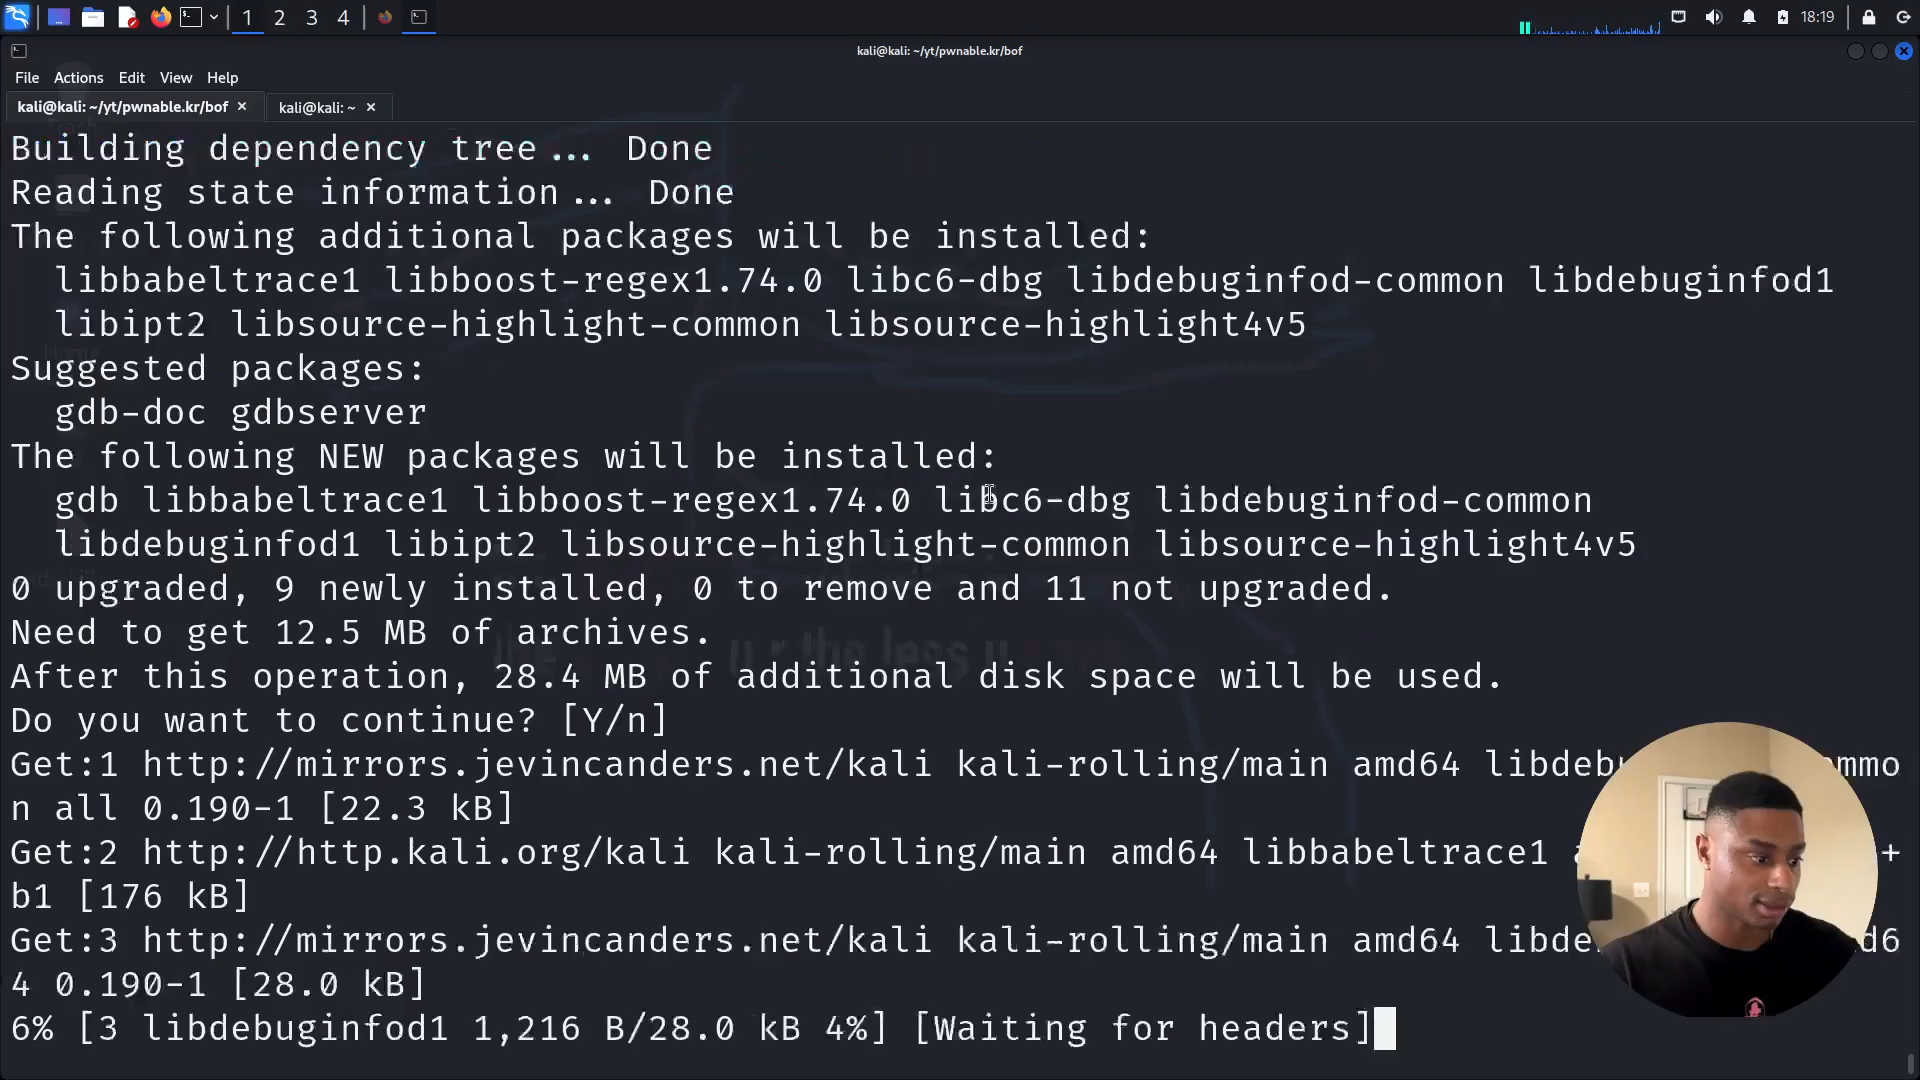 1 2 3 4 18:19
kali@kali: ~/yt/pwnable.kr/bof
File Actions Edit View Help
kali@kali: ~/yt/pwnable.kr/bof × kali@kali: ~ ×
Building dependency tree... Done
Reading state information... Done
The following additional packages will be installed:
libbabeltrace1 libboost-regex1.74.0 libc6-dbg libdebuginfod-common libdebuginfod1
libipt2 libsource-highlight-common libsource-highlight4v5
Suggested packages:
gdb-doc gdbserver
The following NEW packages will be installed:
gdb libbabeltrace1 libboost-regex1.74.0 libc6-dbg libdebuginfod-common
libdebuginfod1 libipt2 libsource-highlight-common libsource-highlight4v5
0 upgraded, 9 newly installed, 0 to remove and 11 not upgraded.
Need to get 12.5 MB of archives.
After this operation, 28.4 MB of additional disk space will be used.
Do you want to continue? [Y/n]
Get:1 http://mirrors.jevincanders.net/kali kali-rolling/main amd64 libdeb ommo
n all 0.190-1 [22.3 kB]
Get:2 http://http.kali.org/kali kali-rolling/main amd64 libbabeltrace1 +
b1 [176 kB]
Get:3 http://mirrors.jevincanders.net/kali kali-rolling/main amd64 libde d6
4 0.190-1 [28.0 kB]
6% [3 libdebuginfod1 1,216 B/28.0 kB 4%] [Waiting for headers]